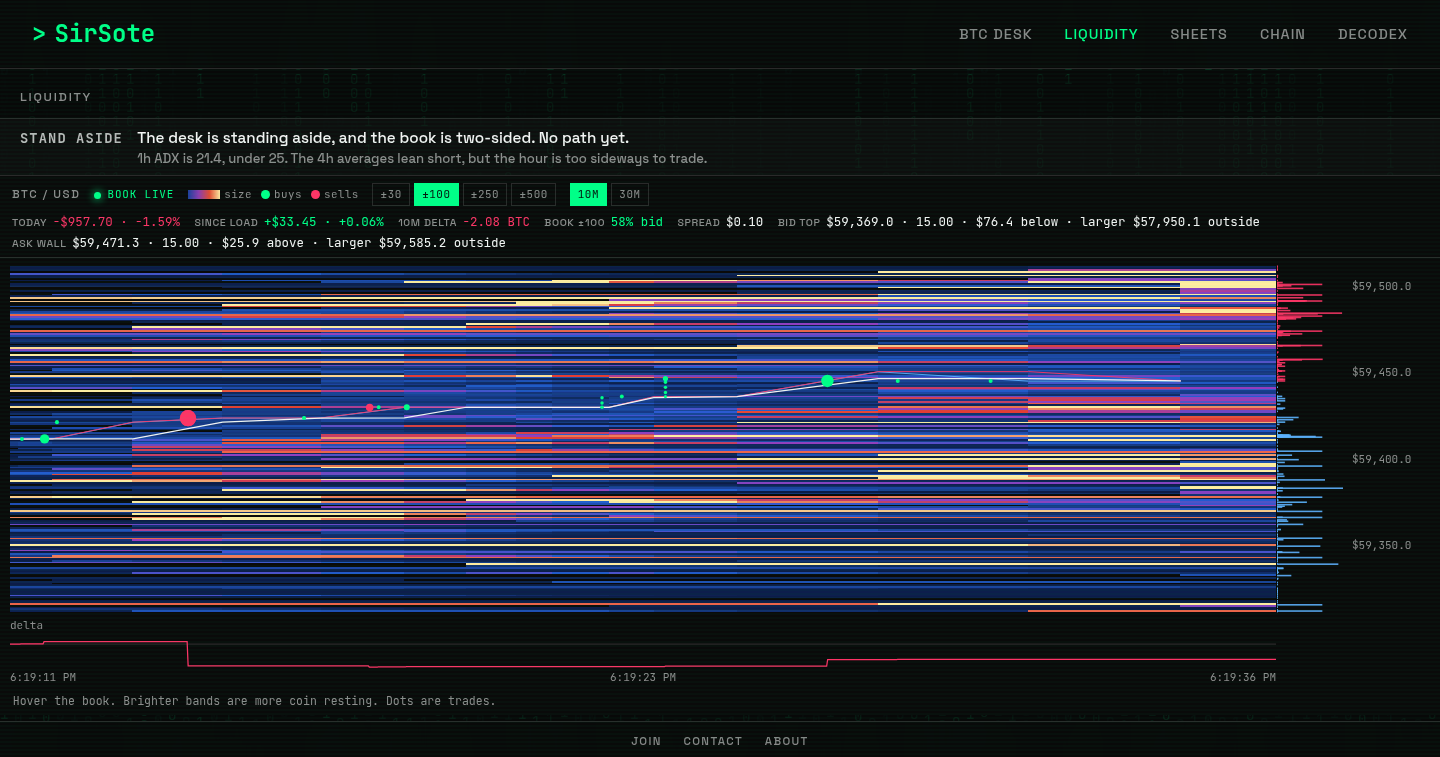 > SirSote
BTC DESK LIQUIDITY SHEETS CHAIN DECODEX
LIQUIDITY
STAND ASIDE The desk is standing aside, and the book is two-sided. No path yet.
1h ADX is 21.4, under 25. The 4h averages lean short, but the hour is too sideways to trade.
BTC / USD BOOK LIVE size buys sells ±30 ±100 ±250 ±500 10M 30M
TODAY -$957.70 · -1.59% SINCE LOAD +$33.45 · +0.06% 10M DELTA -2.08 BTC BOOK ±100 58% bid SPREAD $0.10 BID TOP $59,369.0 · 15.00 · $76.4 below · larger $57,950.1 outside
ASK WALL $59,471.3 · 15.00 · $25.9 above · larger $59,585.2 outside
$59,500.0
$59,450.0
$59,400.0
$59,350.0
delta
6:19:11 PM 6:19:23 PM 6:19:36 PM
Hover the book. Brighter bands are more coin resting. Dots are trades.
JOIN CONTACT ABOUT